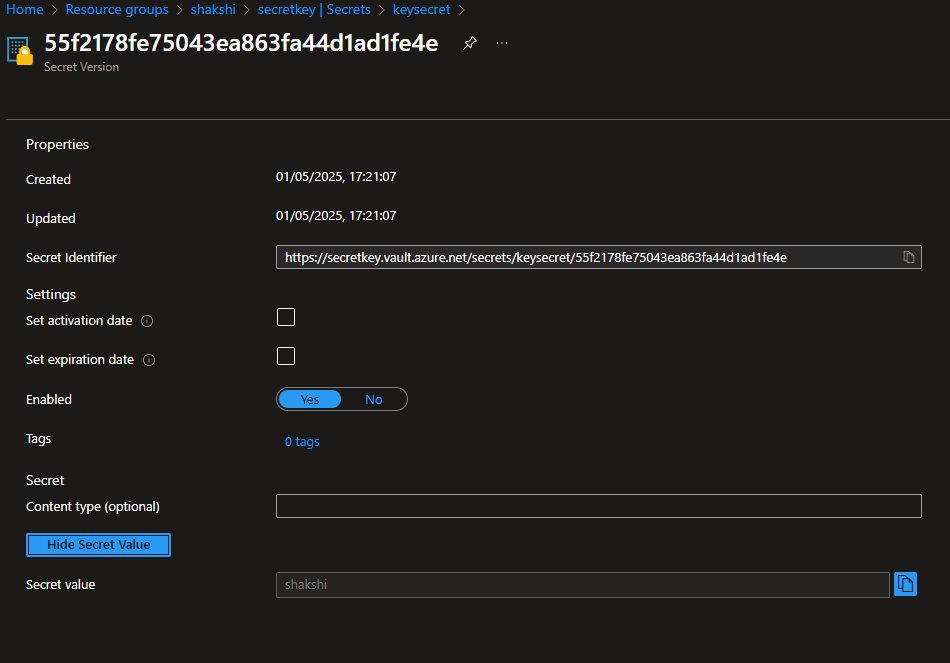 Home > Resource groups > shakshi > secretkey | Secrets > keysecret >
55f2178fe75043ea863fa44d1ad1fe4e
Secret Version
Properties
Created 01/05/2025, 17:21:07
Updated 01/05/2025, 17:21:07
Secret Identifier https://secretkey.vault.azure.net/secrets/keysecret/55f2178fe75043ea863fa44d1ad1fe4e
Settings
Set activation date
Set expiration date
Enabled Yes No
Tags 0 tags
Secret
Content type (optional)
Hide Secret Value
Secret value shakshi